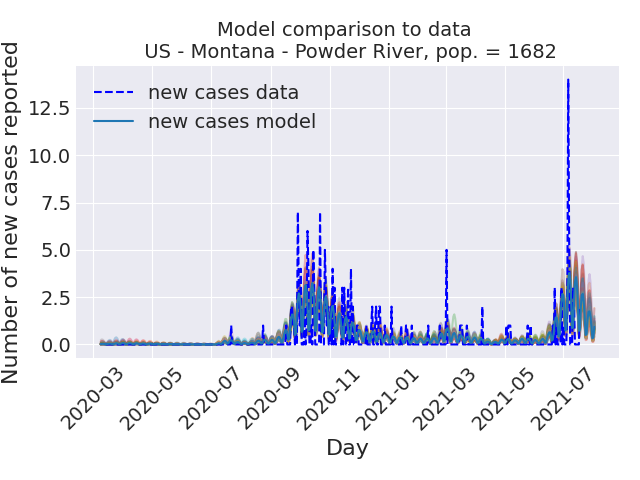 Model comparison to data
US - Montana - Powder River, pop. = 1682
Number of new cases reported
12.5
10.0
7.5
5.0
2.5
0.0
new cases data
new cases model
2020-03
2020-05
2020-07
2020-09
2020-11
2021-01
2021-03
2021-05
2021-07
Day